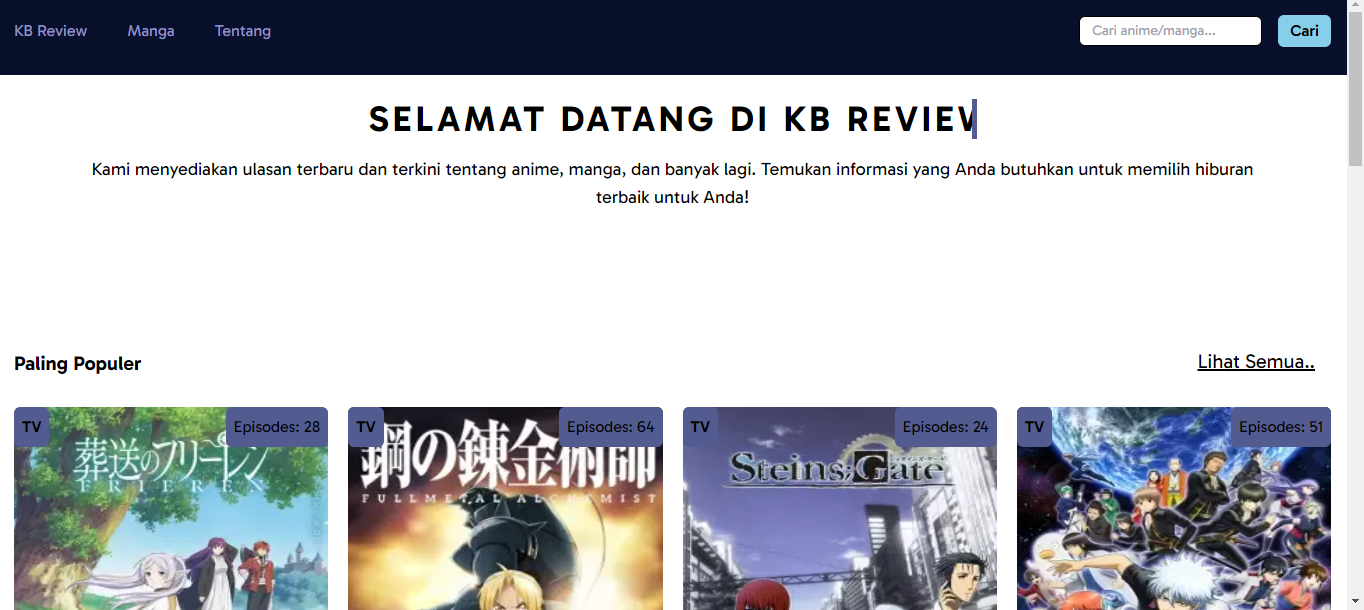 KB Review
Manga
Tentang
Cari anime/manga...
Cari
SELAMAT DATANG DI KB REVIEW
Kami menyediakan ulasan terbaru dan terkini tentang anime, manga, dan banyak lagi. Temukan informasi yang Anda butuhkan untuk memilih hiburan
terbaik untuk Anda!
Paling Populer
Lihat Semua..
TV
Episodes: 28
葬送のフリーレン
FRIEREN
TV
Episodes: 64
鋼の錬金術師
FULLMETAL ALCHEMIST
TV
Episodes: 24
Steins;Gate
TV
Episodes: 51